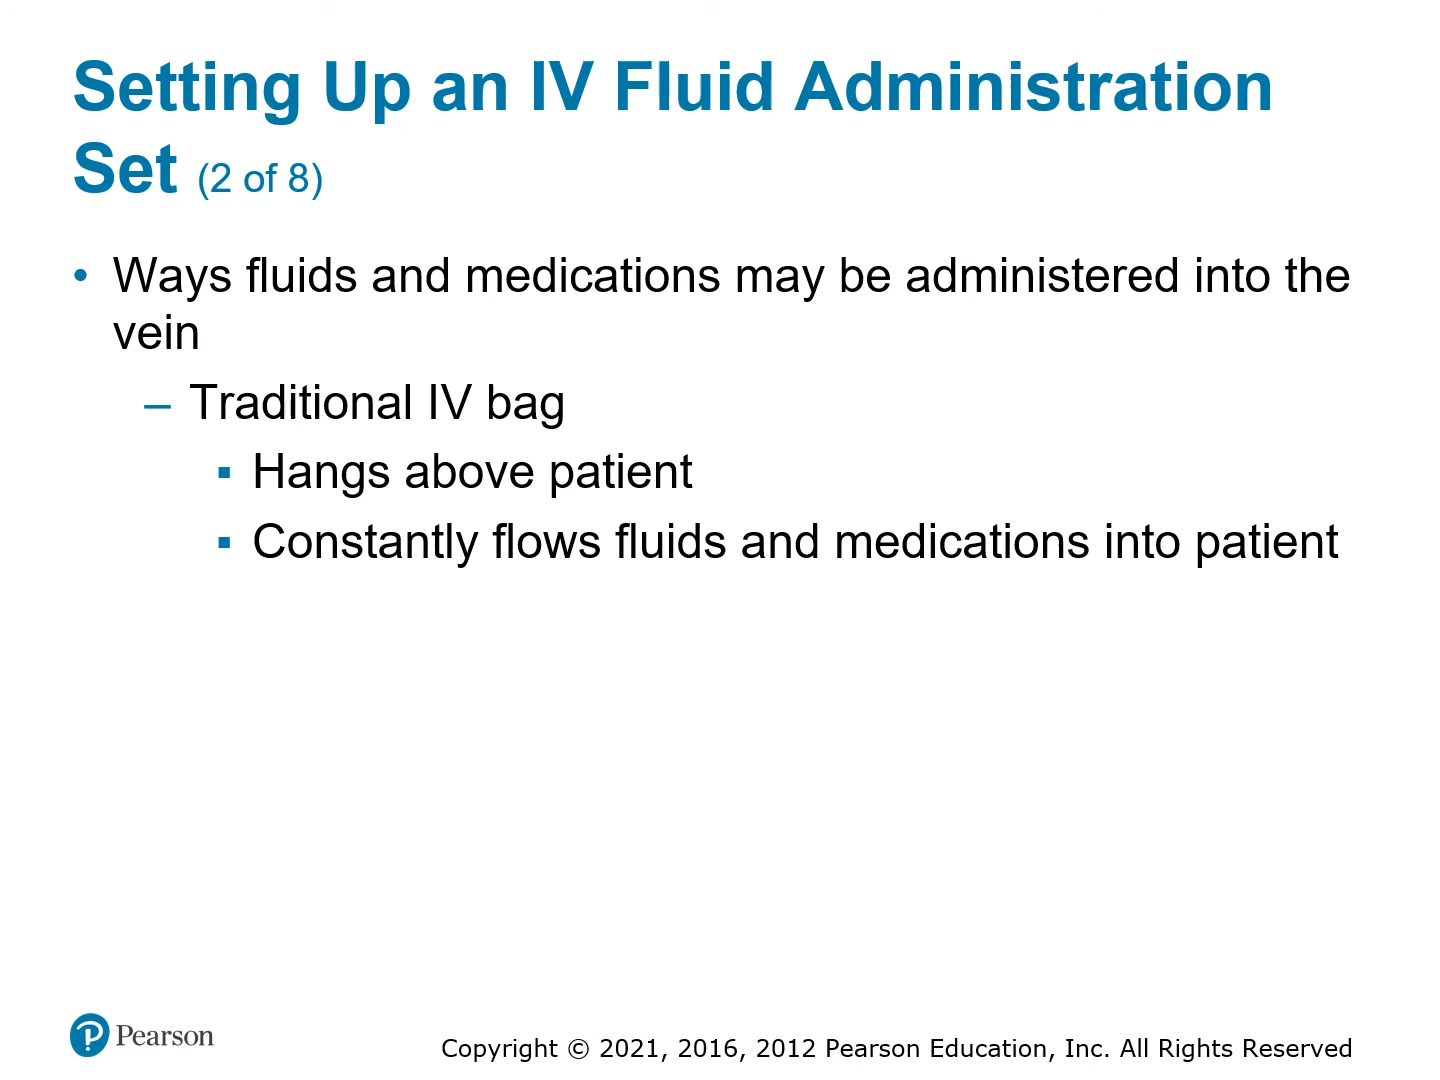 Setting Up an IV Fluid Administration
Set (2 of 8)
• Ways fluids and medications may be administered into the
vein
– Traditional IV bag
▪ Hangs above patient
▪ Constantly flows fluids and medications into patient
Pearson
Copyright © 2021, 2016, 2012 Pearson Education, Inc. All Rights Reserved